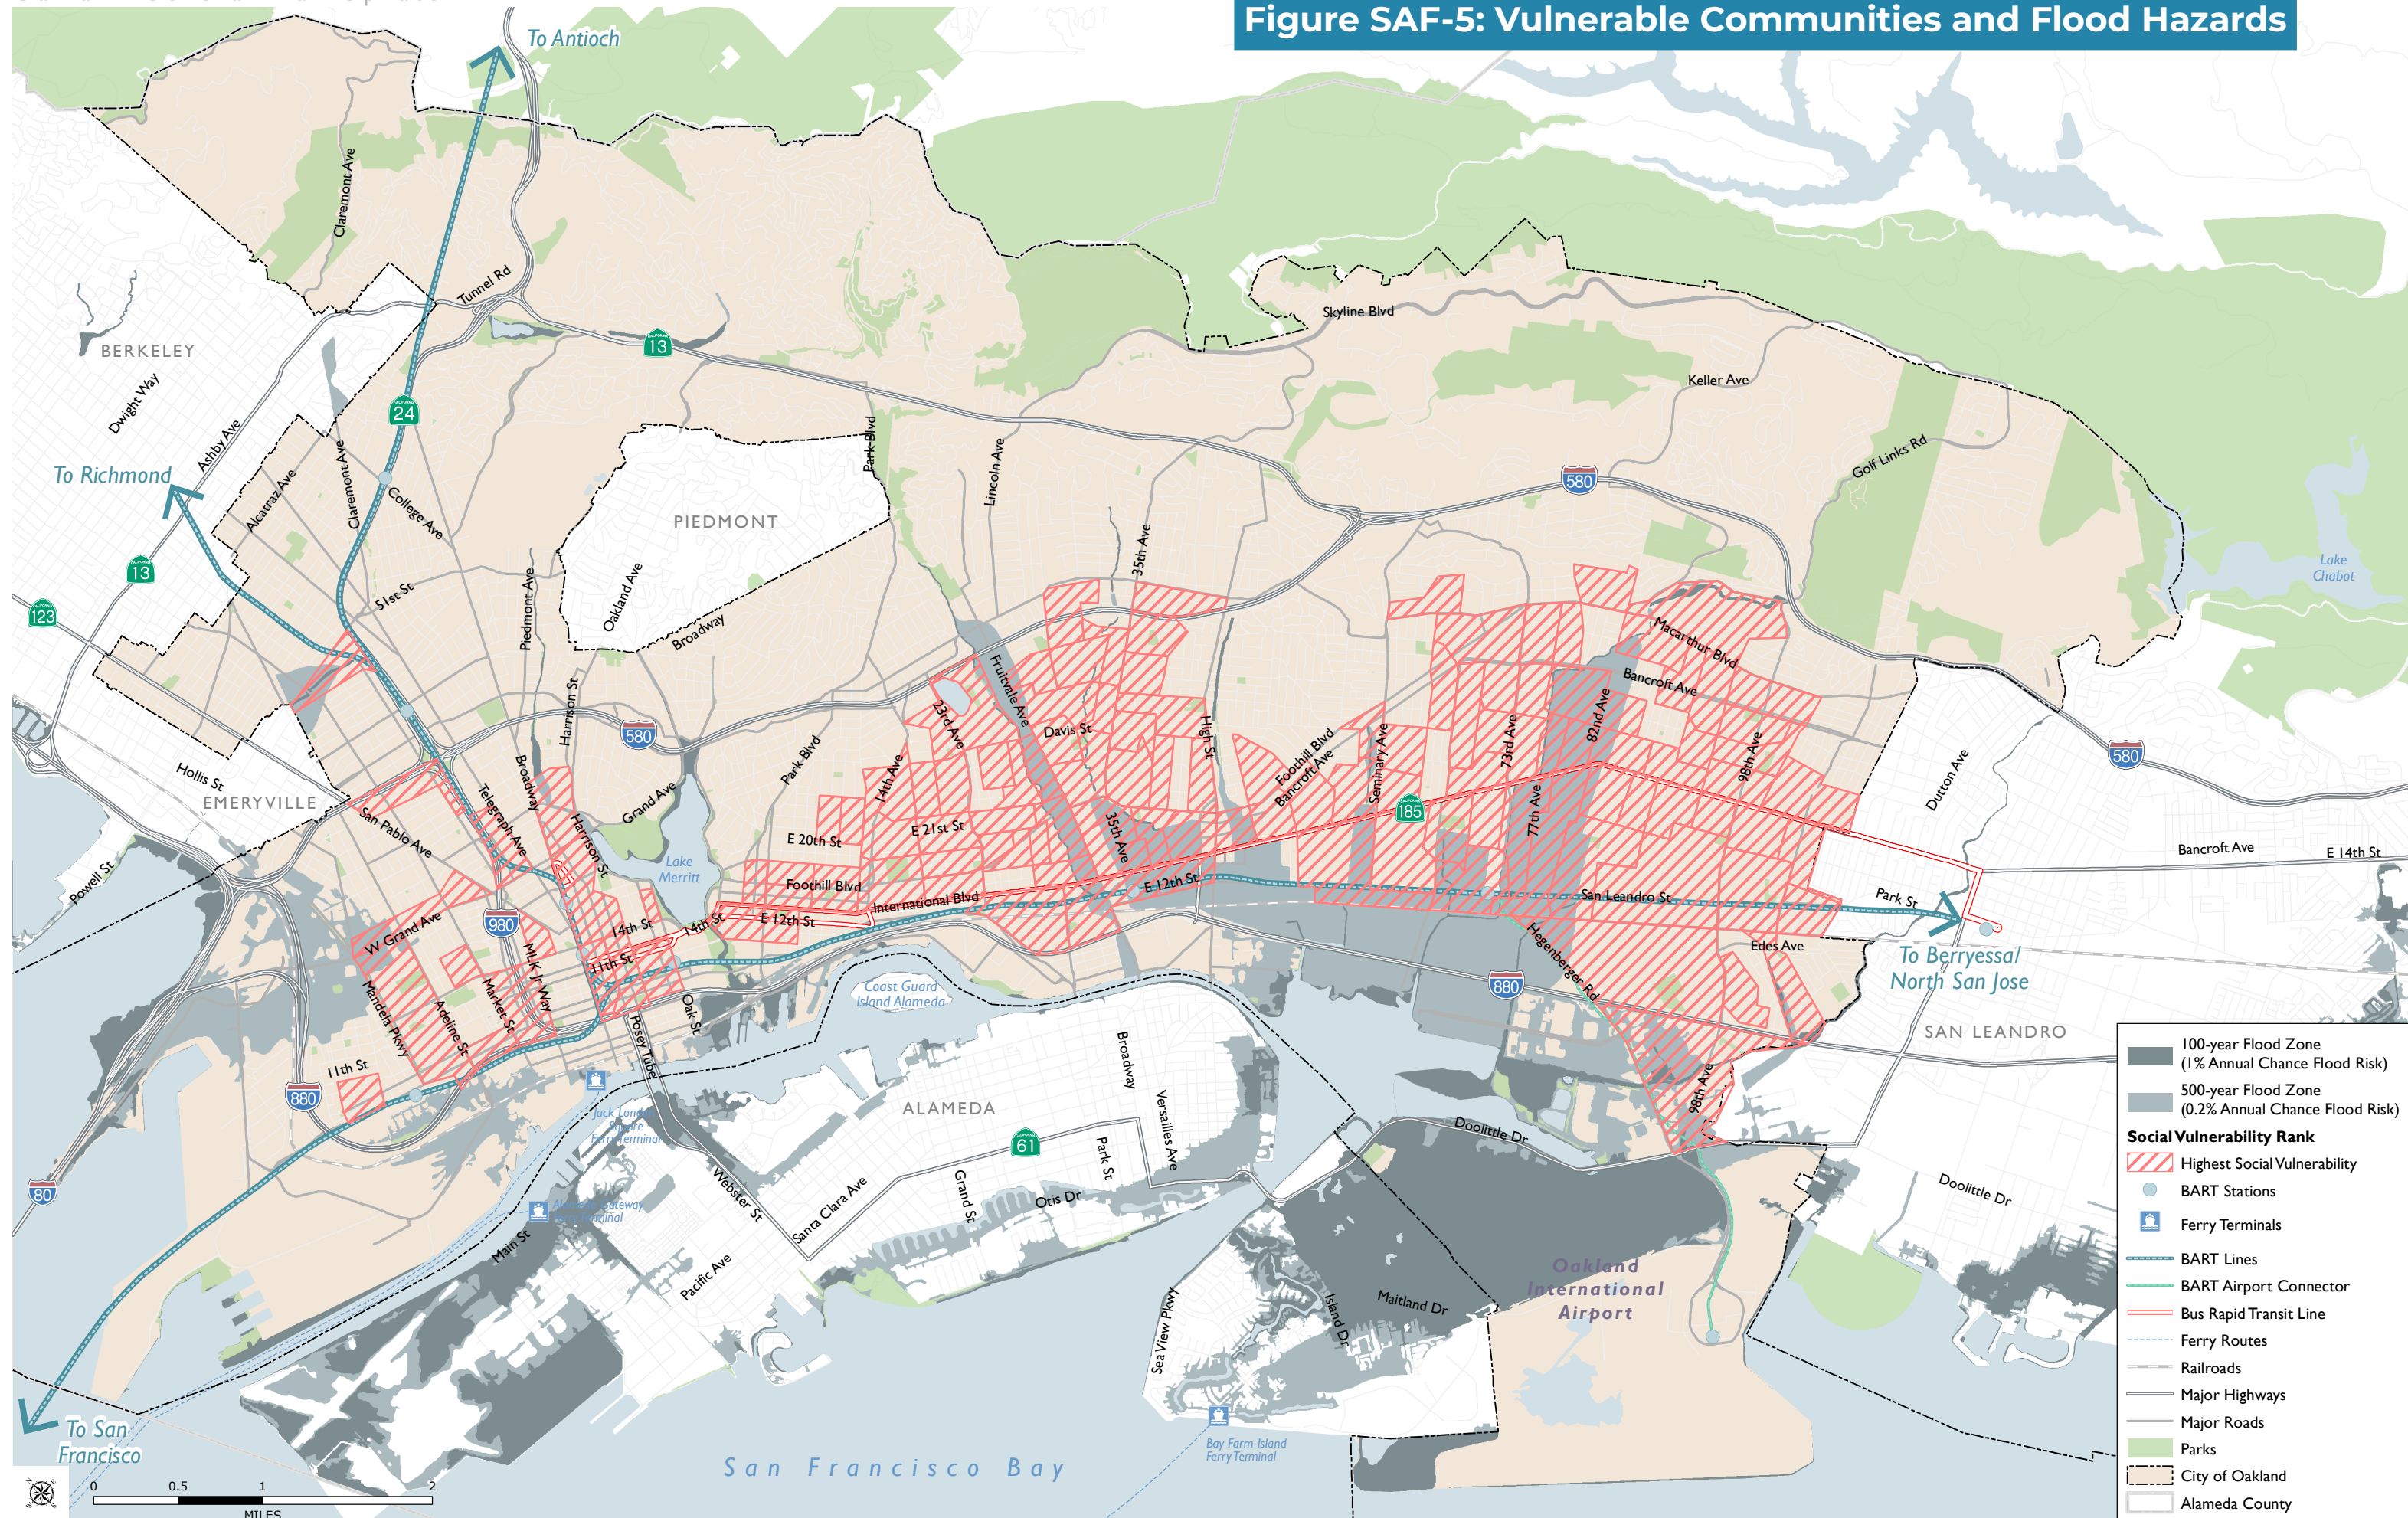 Figure SAF-5: Vulnerable Communities and Flood Hazards
To Antioch
Claremont Ave
Tunnel Rd
BERKELEY
Dwight Way
Ashby Ave
13
24
Skyline Blvd
Keller Ave
Golf Links Rd
To Richmond
Alcatraz Ave
Claremont Ave
College Ave
PIEDMONT
Park Blvd
Lincoln Ave
35th Ave
580
Lake
Chabot
13
123
51st St
Piedmont Ave
Oakland Ave
Broadway
Macarthur Blvd
Bancroft Ave
Fruitvale Ave
23rd Ave
Davis St
High St
Foothill Blvd
Bancroft Ave
Seminary Ave
73rd Ave
82nd Ave
98th Ave
77th Ave
580
Harrison St
580
Hollis St
EMERYVILLE
San Pablo Ave
Telegraph Ave
Broadway
Harrison St
Grand Ave
Park Blvd
14th Ave
E 20th St
E 21st St
35th Ave
185
Dutton Ave
Bancroft Ave
E 14th St
Powell St
Lake
Merritt
Foothill Blvd
International Blvd
E 12th St
E 12th St
San Leandro St
Park St
W Grand Ave
980
MLK Jr Way
14th St
14th St
11th St
Edes Ave
Hegenberger Rd
To Berryessa/
North San Jose
Mandela Pkwy
Adeline St
Market St
Oak St
Posey Tube
Coast Guard
Island Alameda
880
SAN LEANDRO
11th St
880
Jack London
Square
Ferry Terminal
ALAMEDA
Broadway
Versailles Ave
98th Ave
61
Park St
Doolittle Dr
Doolittle Dr
80
Webster St
Santa Clara Ave
Grand St
Otis Dr
Main St
Pacific Ave
Sea View Pkwy
Island Dr
Maitland Dr
Oakland
International
Airport
To San
Francisco
San Francisco Bay
Bay Farm Island
Ferry Terminal
0 0.5 1 2
MILES
100-year Flood Zone
(1% Annual Chance Flood Risk)
500-year Flood Zone
(0.2% Annual Chance Flood Risk)
Social Vulnerability Rank
Highest Social Vulnerability
BART Stations
Ferry Terminals
BART Lines
BART Airport Connector
Bus Rapid Transit Line
Ferry Routes
Railroads
Major Highways
Major Roads
Parks
City of Oakland
Alameda County